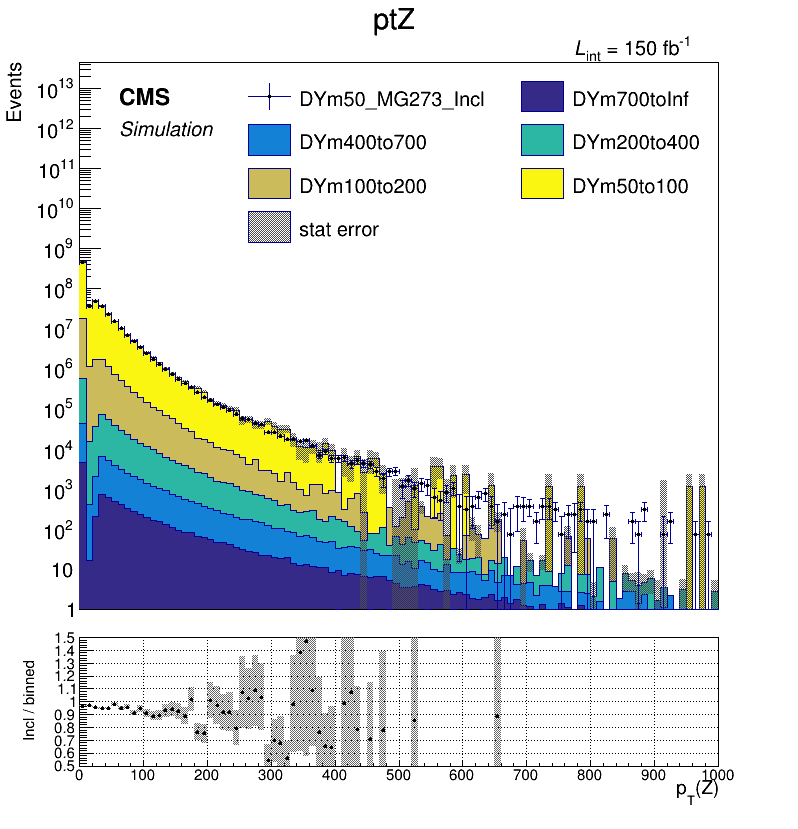 ptZ
L_int = 150 fb^-1
Events
CMS
Simulation
DYm50_MG273_Incl
DYm700toInf
DYm400to700
DYm200to400
DYm100to200
DYm50to100
stat error
10^13
10^12
10^11
10^10
10^9
10^8
10^7
10^6
10^5
10^4
10^3
10^2
10
1
Incl / binned
1.5
1.4
1.3
1.2
1.1
1
0.9
0.8
0.7
0.6
0.5
0 100 200 300 400 500 600 700 800 900 1000
p_T(Z)